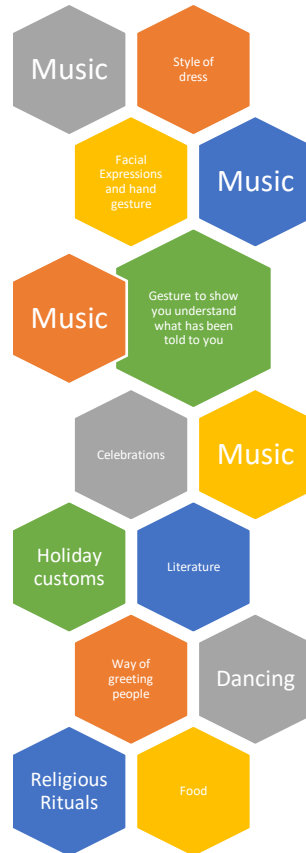 Music
Style of
dress
Facial
Expressions
and hand
gesture
Music
Music
Gesture to show
you understand
what has been
told to you
Celebrations
Music
Holiday
customs
Literature
Way of
greeting
people
Dancing
Religious
Rituals
Food